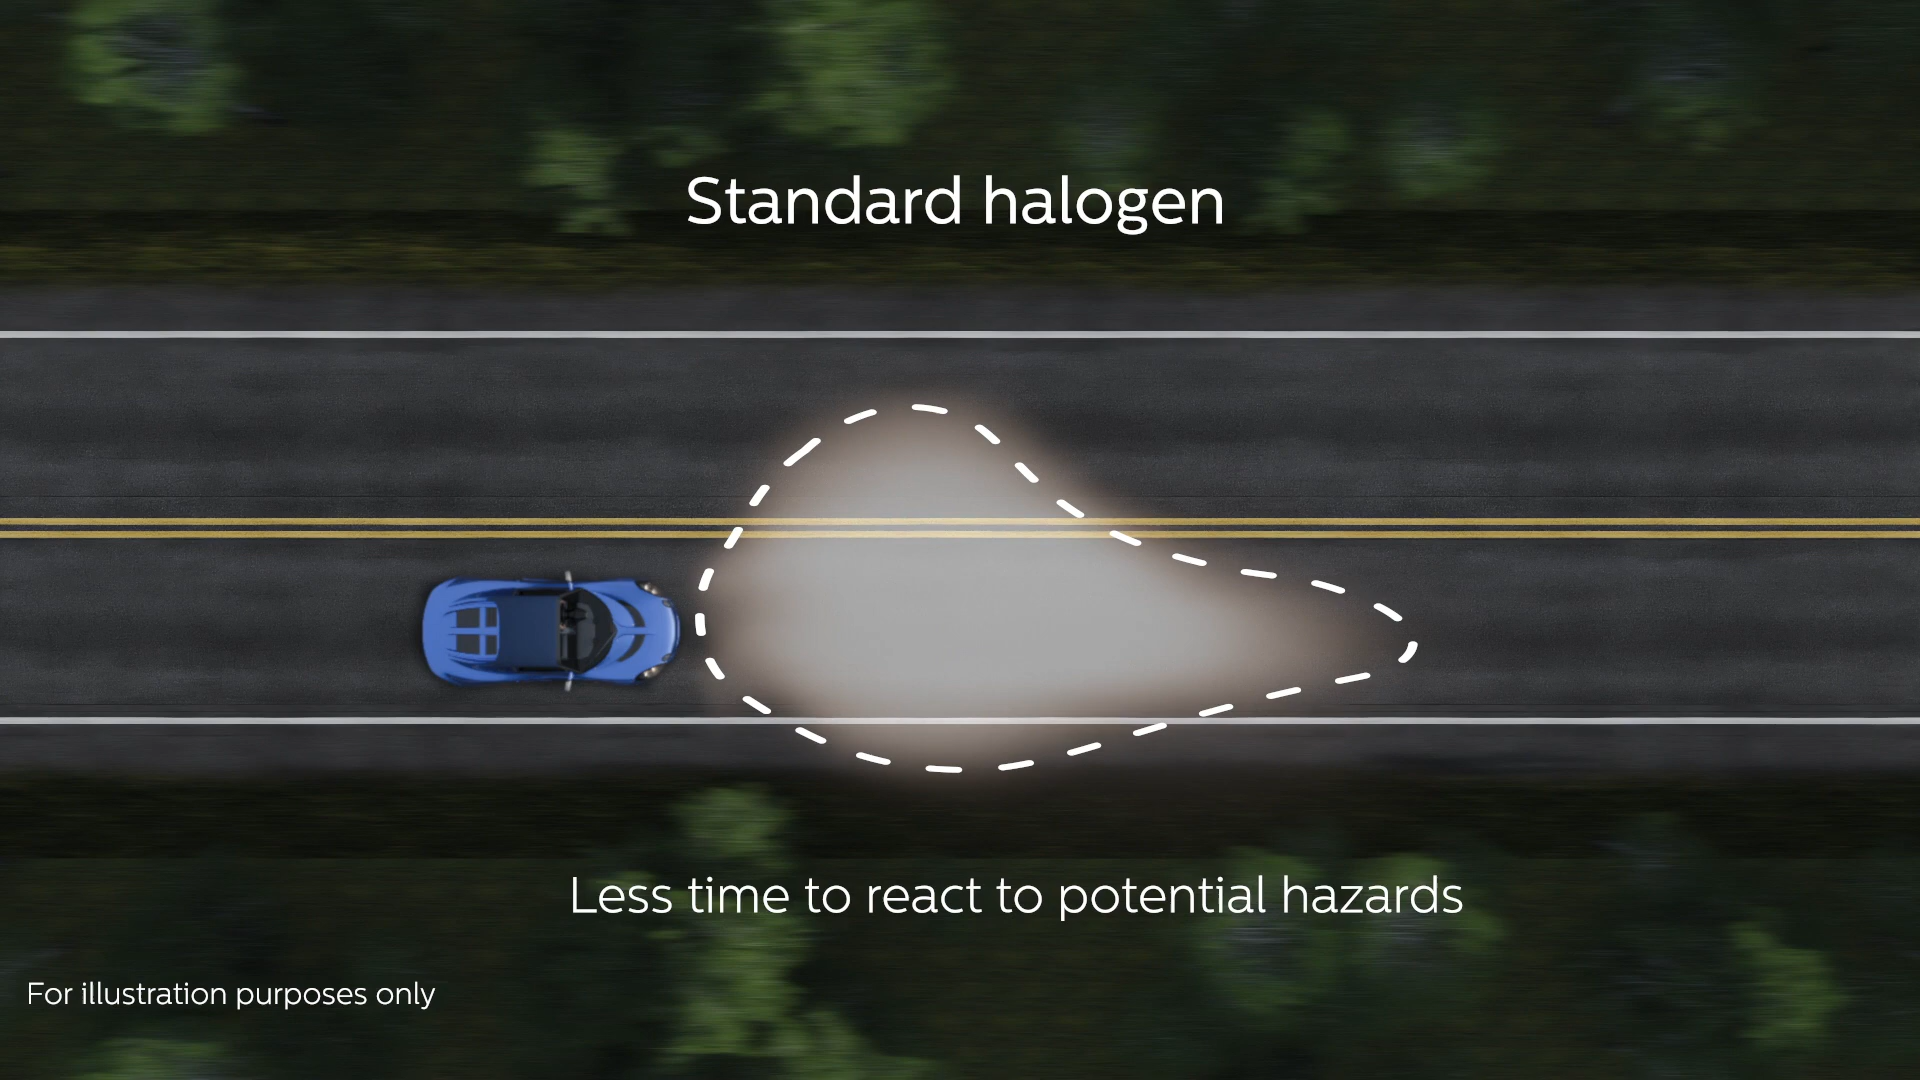 Standard halogen
Less time to react to potential hazards
For illustration purposes only